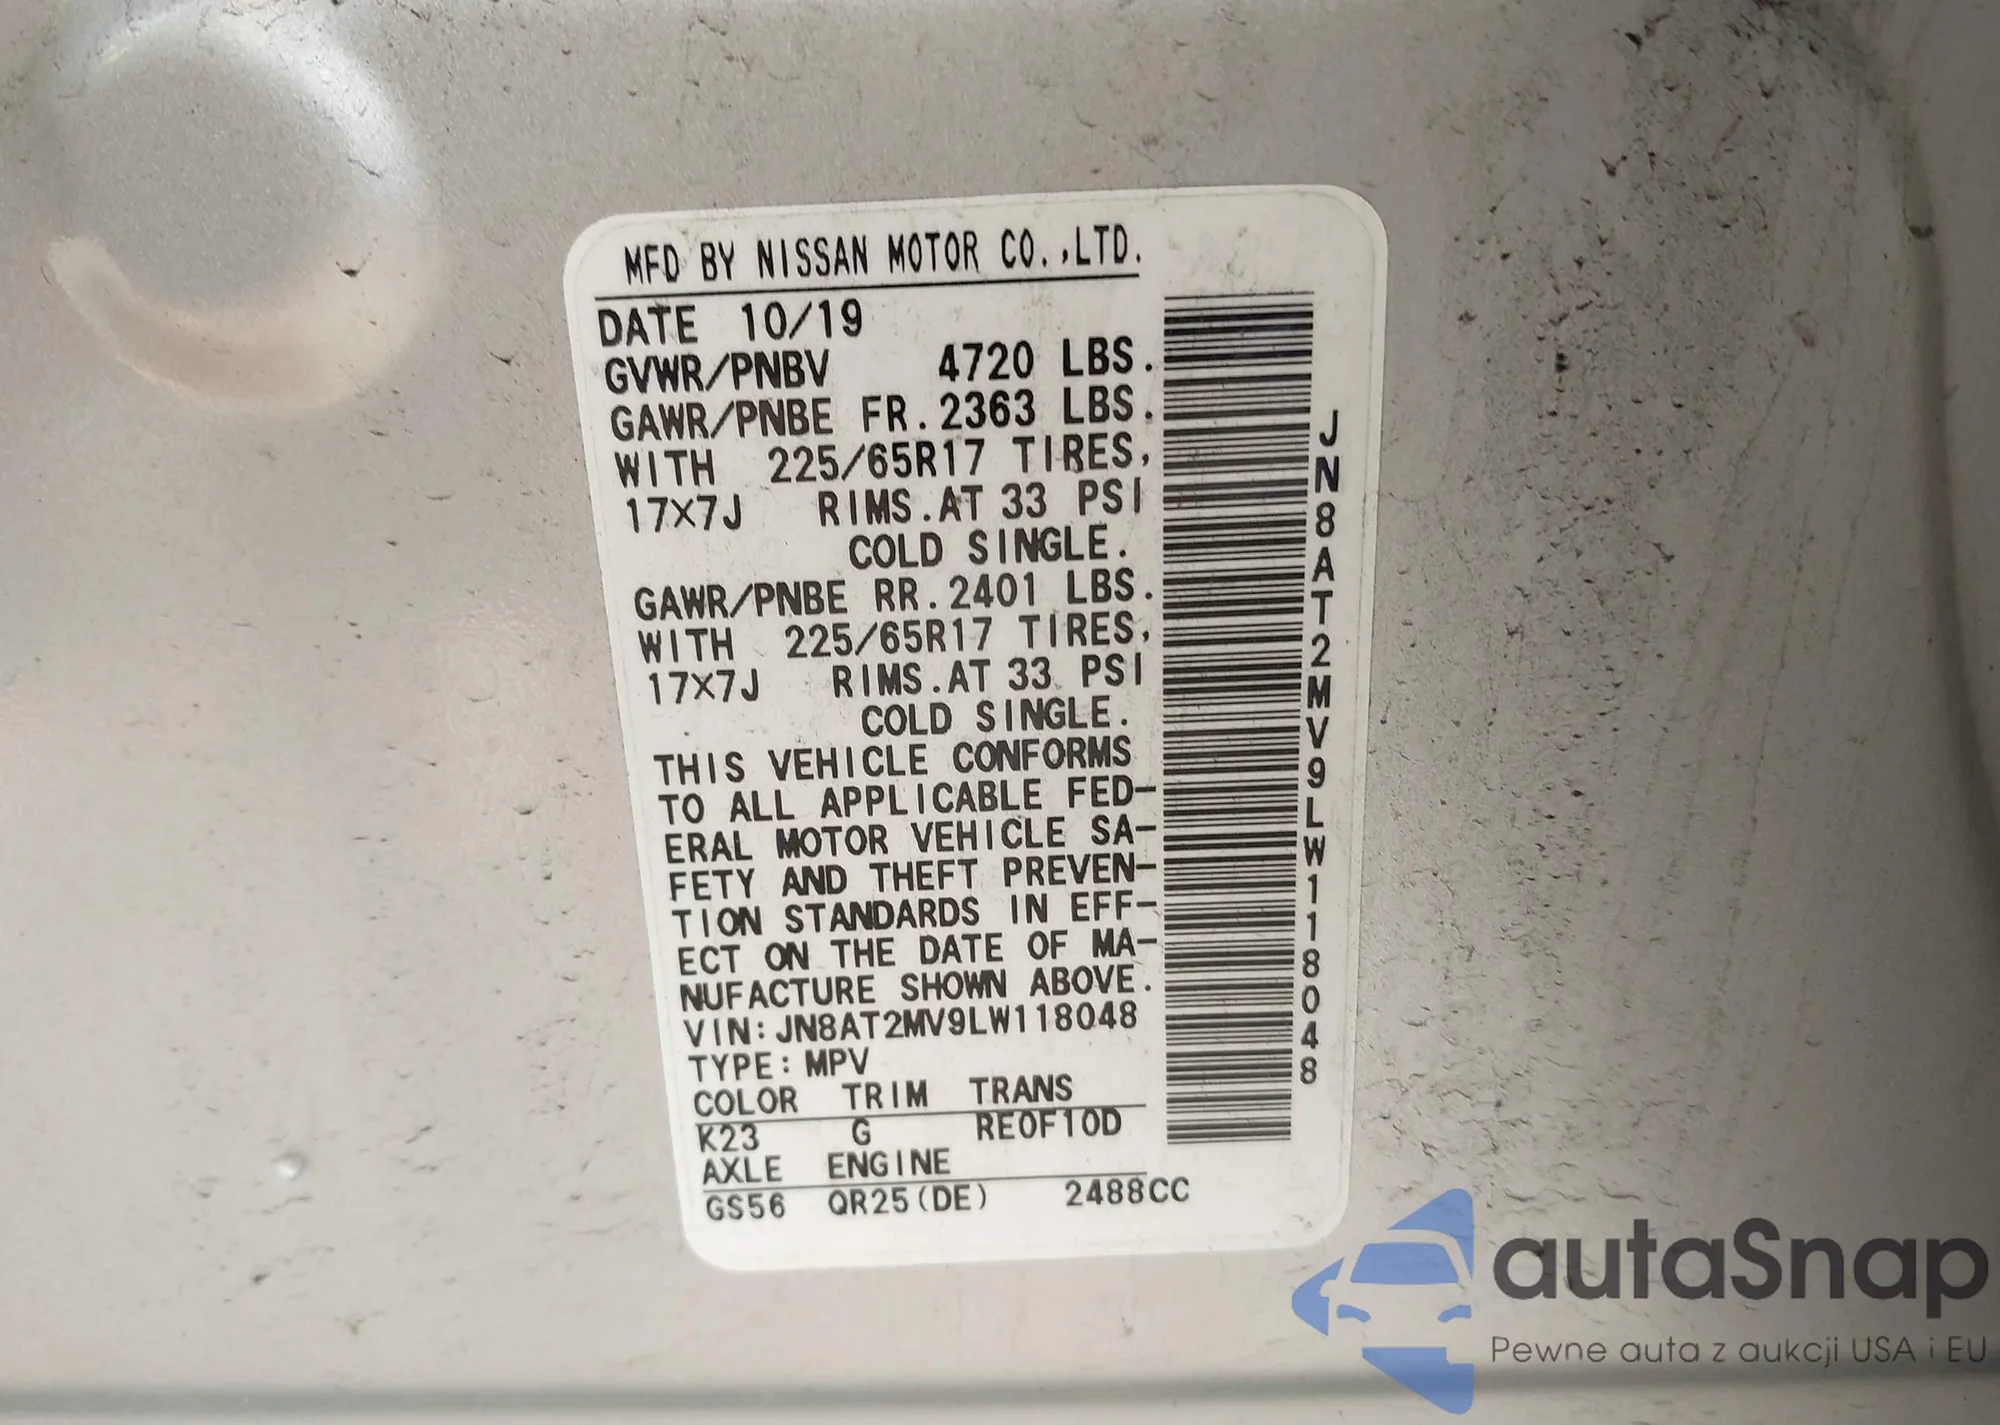 MFD BY NISSAN MOTOR CO.,LTD.
DATE 10/19
GVWR/PNBV 4720 LBS.
GAWR/PNBE FR.2363 LBS.
WITH 225/65R17 TIRES,
17X7J RIMS.AT 33 PSI
COLD SINGLE.
GAWR/PNBE RR.2401 LBS.
WITH 225/65R17 TIRES,
17X7J RIMS.AT 33 PSI
COLD SINGLE.
THIS VEHICLE CONFORMS
TO ALL APPLICABLE FED-
ERAL MOTOR VEHICLE SA-
FETY AND THEFT PREVEN-
TION STANDARDS IN EFF-
ECT ON THE DATE OF MA-
NUFACTURE SHOWN ABOVE.
VIN:JN8AT2MV9LW118048
TYPE:MPV
COLOR TRIM TRANS
K23 G RE0F10D
AXLE ENGINE
GS56 QR25(DE) 2488CC
JN8AT2MV9LW118048
autaSnap
Pewne auta z aukcji USA i EU